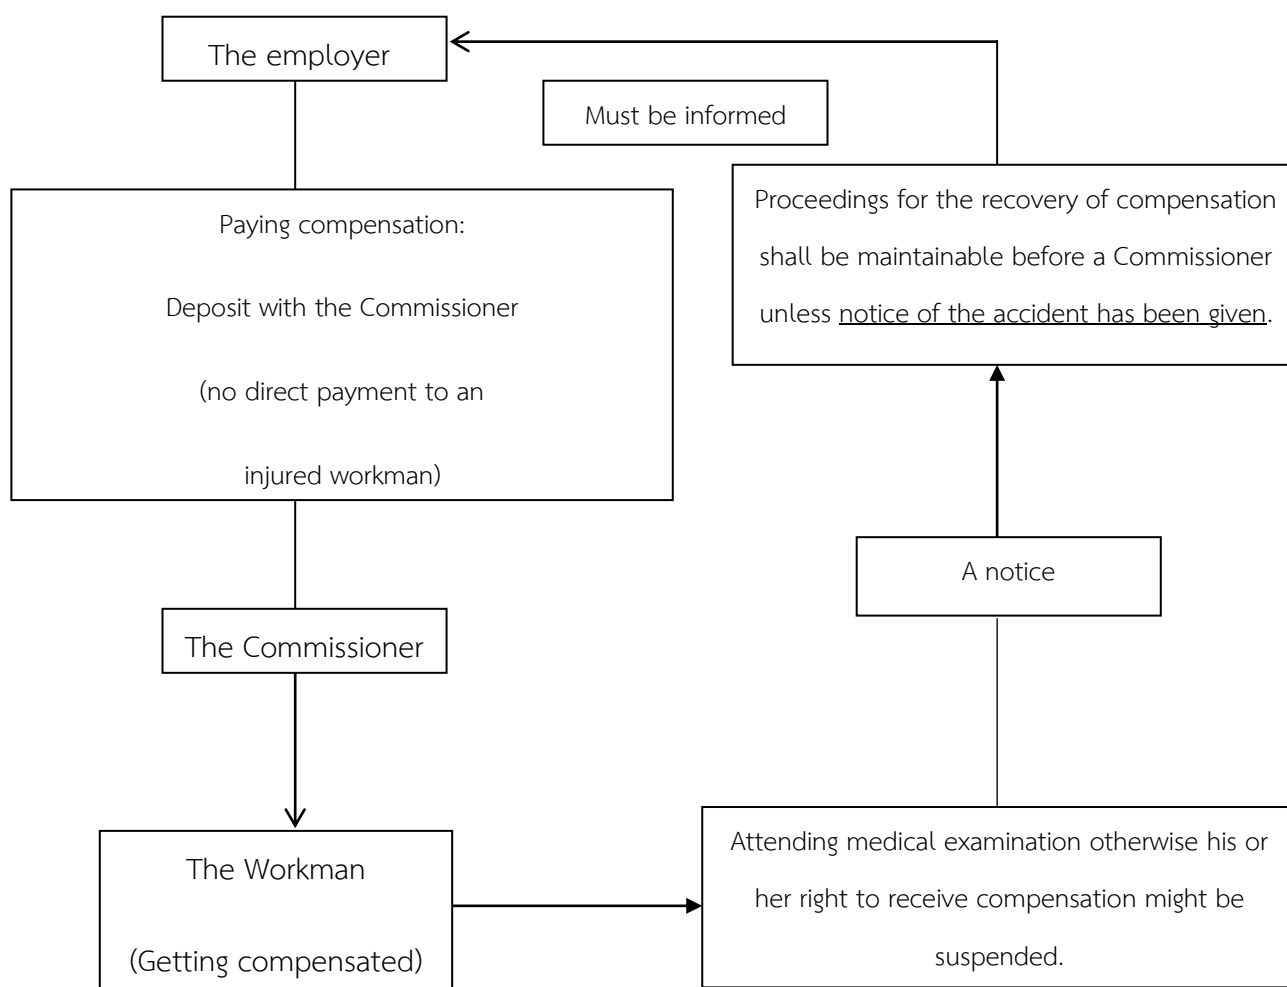 The employer
Must be informed
Paying compensation:
Deposit with the Commissioner
(no direct payment to an
injured workman)
Proceedings for the recovery of compensation
shall be maintainable before a Commissioner
unless notice of the accident has been given.
A notice
The Commissioner
The Workman
(Getting compensated)
Attending medical examination otherwise his or
her right to receive compensation might be
suspended.